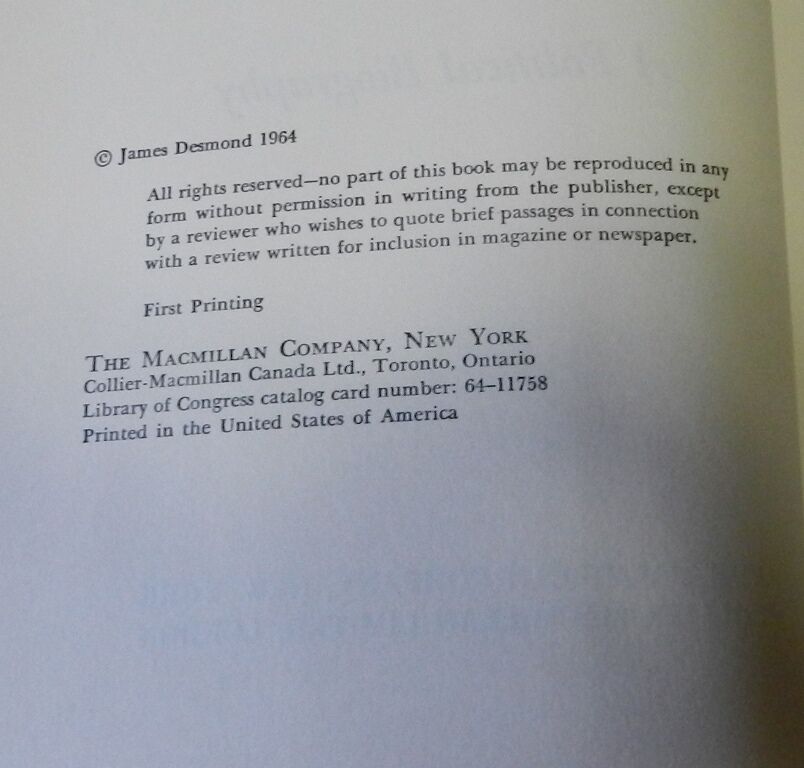 © James Desmond 1964
All rights reserved—no part of this book may be reproduced in any
form without permission in writing from the publisher, except
by a reviewer who wishes to quote brief passages in connection
with a review written for inclusion in magazine or newspaper.
First Printing
THE MACMILLAN COMPANY, NEW YORK
Collier-Macmillan Canada Ltd., Toronto, Ontario
Library of Congress catalog card number: 64–11758
Printed in the United States of America